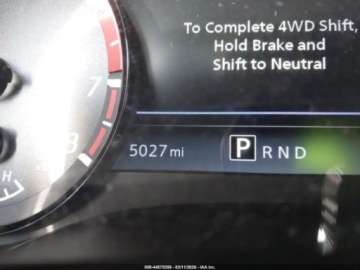 To Complete 4WD Shift,
Hold Brake and
Shift to Neutral
7
8
H
5027 mi
P R N D